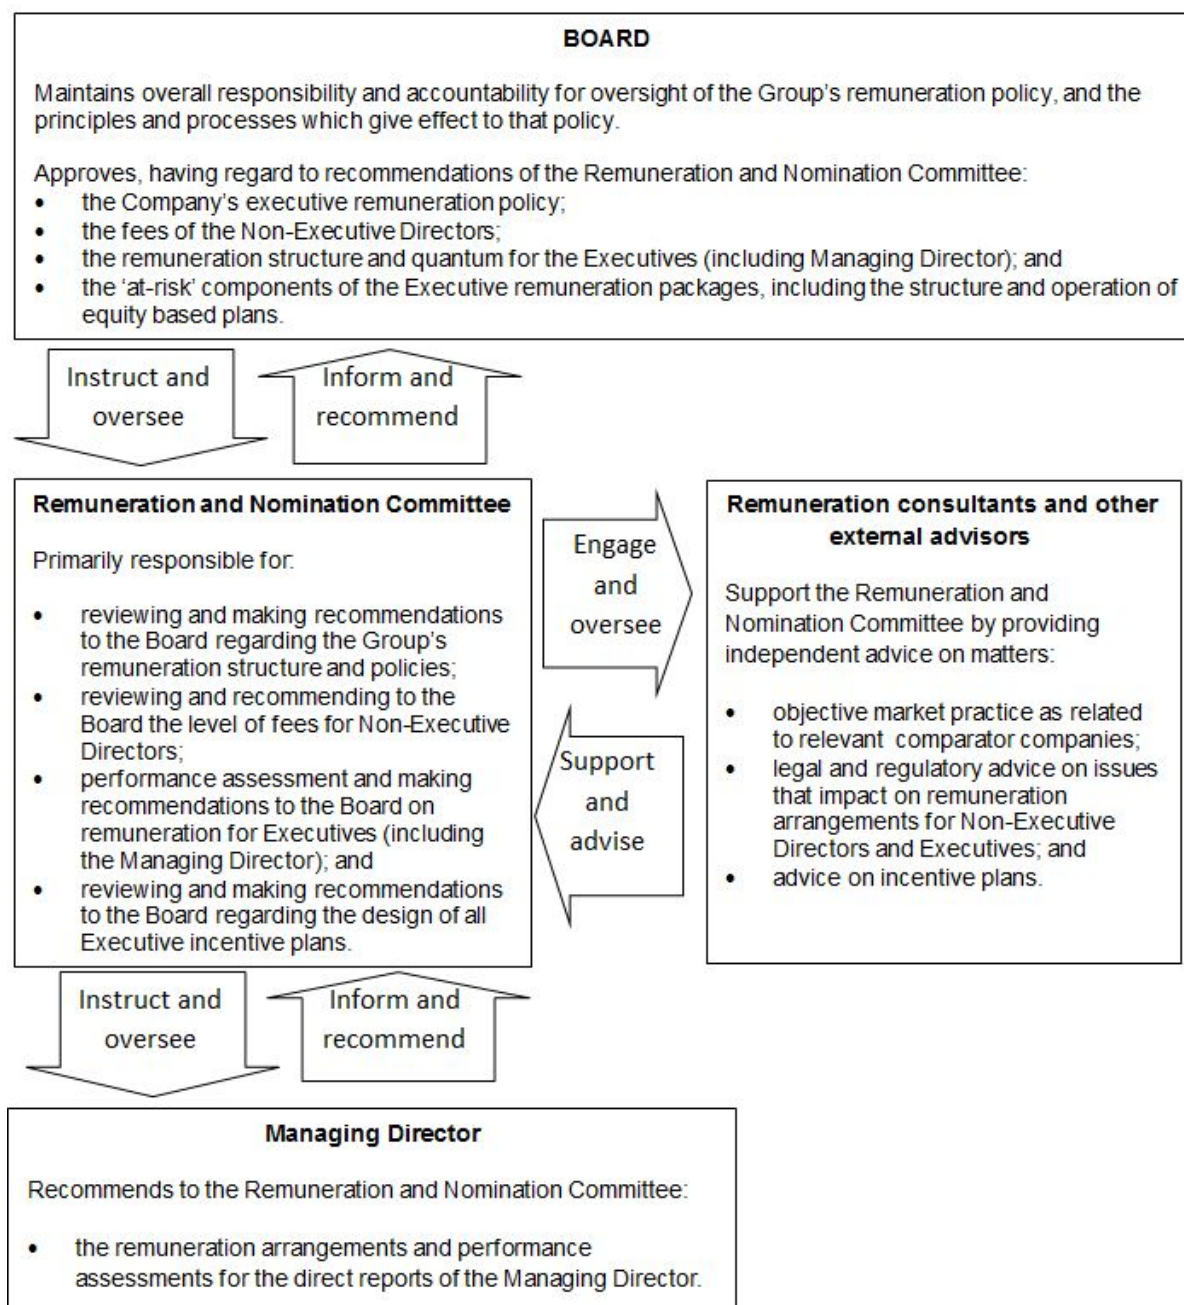 BOARD
Maintains overall responsibility and accountability for oversight of the Group's remuneration policy, and the
principles and processes which give effect to that policy.
Approves, having regard to recommendations of the Remuneration and Nomination Committee:
• the Company's executive remuneration policy;
• the fees of the Non-Executive Directors;
• the remuneration structure and quantum for the Executives (including Managing Director); and
• the 'at-risk' components of the Executive remuneration packages, including the structure and operation of
equity based plans.
Instruct and
oversee
Inform and
recommend
Remuneration and Nomination Committee
Primarily responsible for:
• reviewing and making recommendations
to the Board regarding the Group's
remuneration structure and policies;
• reviewing and recommending to the
Board the level of fees for Non-Executive
Directors;
• performance assessment and making
recommendations to the Board on
remuneration for Executives (including
the Managing Director); and
• reviewing and making recommendations
to the Board regarding the design of all
Executive incentive plans.
Engage
and
oversee
Support
and
advise
Remuneration consultants and other
external advisors
Support the Remuneration and
Nomination Committee by providing
independent advice on matters:
• objective market practice as related
to relevant comparator companies;
• legal and regulatory advice on issues
that impact on remuneration
arrangements for Non-Executive
Directors and Executives; and
• advice on incentive plans.
Instruct and
oversee
Inform and
recommend
Managing Director
Recommends to the Remuneration and Nomination Committee:
• the remuneration arrangements and performance
assessments for the direct reports of the Managing Director.